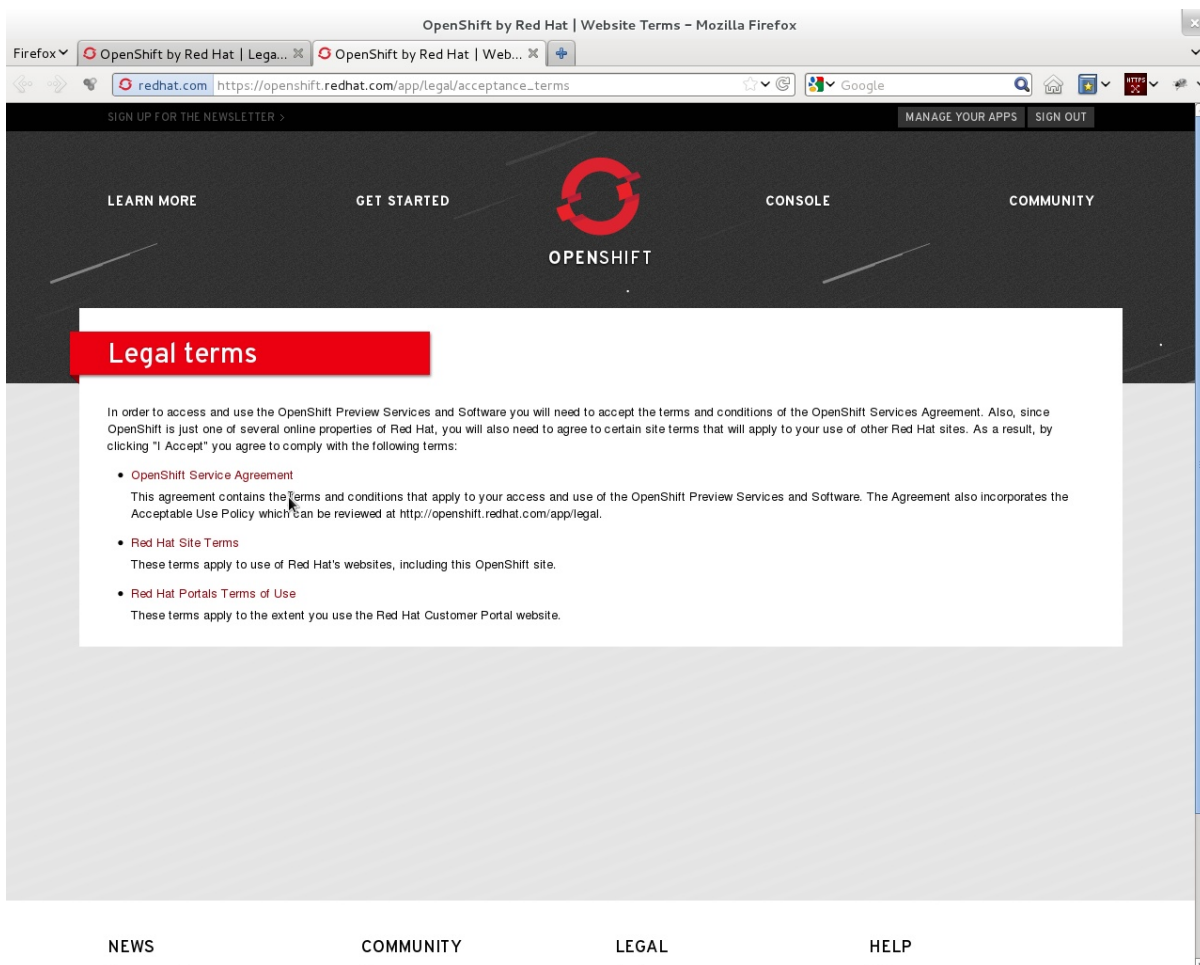 OpenShift by Red Hat | Website Terms - Mozilla Firefox
Firefox
OpenShift by Red Hat | Lega...
OpenShift by Red Hat | Web...
redhat.com
https://openshift.redhat.com/app/legal/acceptance_terms
Google
HTTPS
SIGN UP FOR THE NEWSLETTER >
MANAGE YOUR APPS
SIGN OUT
LEARN MORE
GET STARTED
OPENSHIFT
CONSOLE
COMMUNITY
Legal terms
In order to access and use the OpenShift Preview Services and Software you will need to accept the terms and conditions of the OpenShift Services Agreement. Also, since
OpenShift is just one of several online properties of Red Hat, you will also need to agree to certain site terms that will apply to your use of other Red Hat sites. As a result, by
clicking "I Accept" you agree to comply with the following terms:
• OpenShift Service Agreement
This agreement contains the terms and conditions that apply to your access and use of the OpenShift Preview Services and Software. The Agreement also incorporates the
Acceptable Use Policy which can be reviewed at http://openshift.redhat.com/app/legal.
• Red Hat Site Terms
These terms apply to use of Red Hat's websites, including this OpenShift site.
• Red Hat Portals Terms of Use
These terms apply to the extent you use the Red Hat Customer Portal website.
NEWS
COMMUNITY
LEGAL
HELP